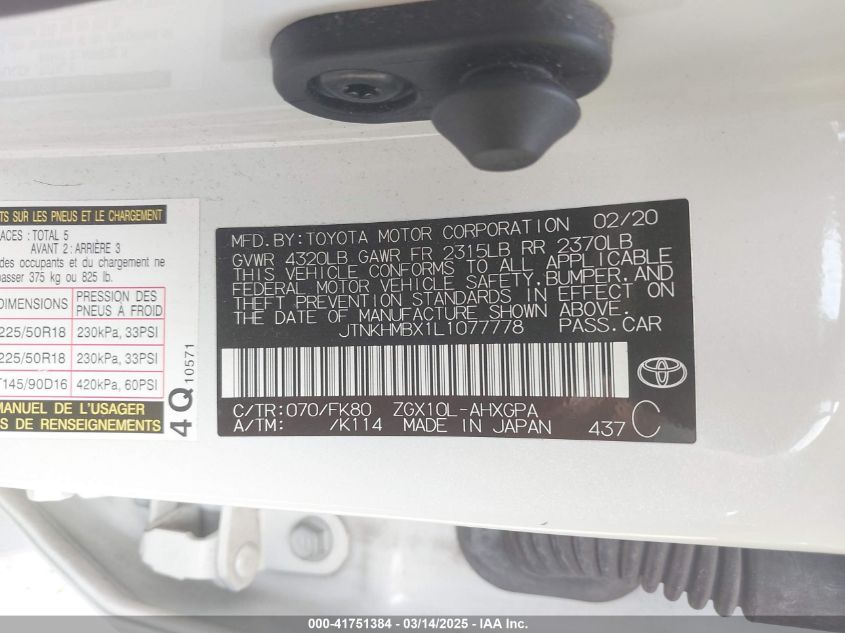 TS SUR LES PNEUS ET LE CHARGEMENT
ACES : TOTAL 5
AVANT 2 : ARRIÈRE 3
des occupants et du chargement ne
passer 375 kg ou 825 lb.
DIMENSIONS PRESSION DES PNEUS À FROID
225/50R18 230kPa, 33PSI
225/50R18 230kPa, 33PSI
T145/90D16 420kPa, 60PSI
MANUEL DE L'USAGER
DE RENSEIGNEMENTS
4Q 10571
MFD.BY:TOYOTA MOTOR CORPORATION 02/20
GVWR 4320LB GAWR FR 2315LB RR 2370LB
THIS VEHICLE CONFORMS TO ALL APPLICABLE
FEDERAL MOTOR VEHICLE SAFETY,BUMPER,AND
THEFT PREVENTION STANDARDS IN EFFECT ON
THE DATE OF MANUFACTURE SHOWN ABOVE.
JTNKHMBX1L1077778 PASS.CAR
C/TR:070/FK80 ZGX10L-AHXGPA
A/TM: /K114 MADE IN JAPAN 437 C
TOYOTA
000-41751384 - 03/14/2025 - IAA Inc.